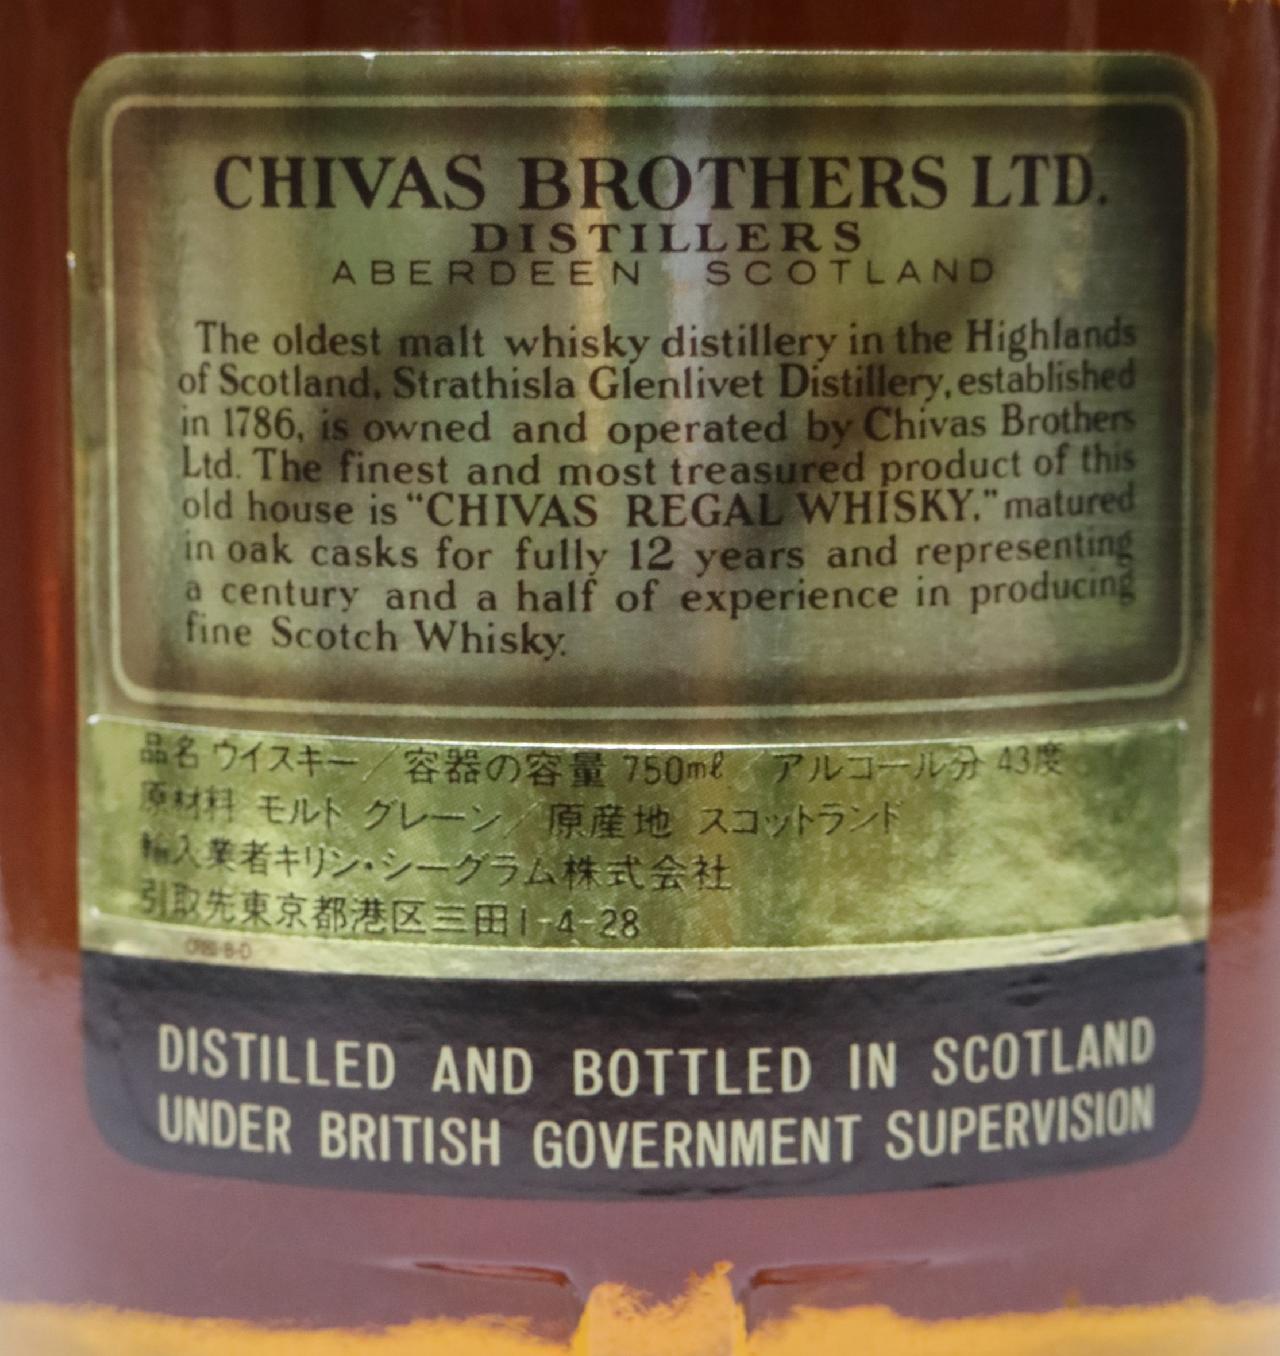 CHIVAS BROTHERS LTD.
DISTILLERS
ABERDEEN SCOTLAND
The oldest malt whisky distillery in the Highlands
of Scotland, Strathisla Glenlivet Distillery, established
in 1786, is owned and operated by Chivas Brothers
Ltd. The finest and most treasured product of this
old house is "CHIVAS REGAL WHISKY," matured
in oak casks for fully 12 years and representing
a century and a half of experience in producing
fine Scotch Whisky.
品名 ウイスキー／容器の容量 750mℓ／アルコール分 43度
原材料 モルト グレーン／原産地 スコットランド
輸入業者キリン・シーグラム株式会社
引取先東京都港区三田1-4-28
DISTILLED AND BOTTLED IN SCOTLAND
UNDER BRITISH GOVERNMENT SUPERVISION